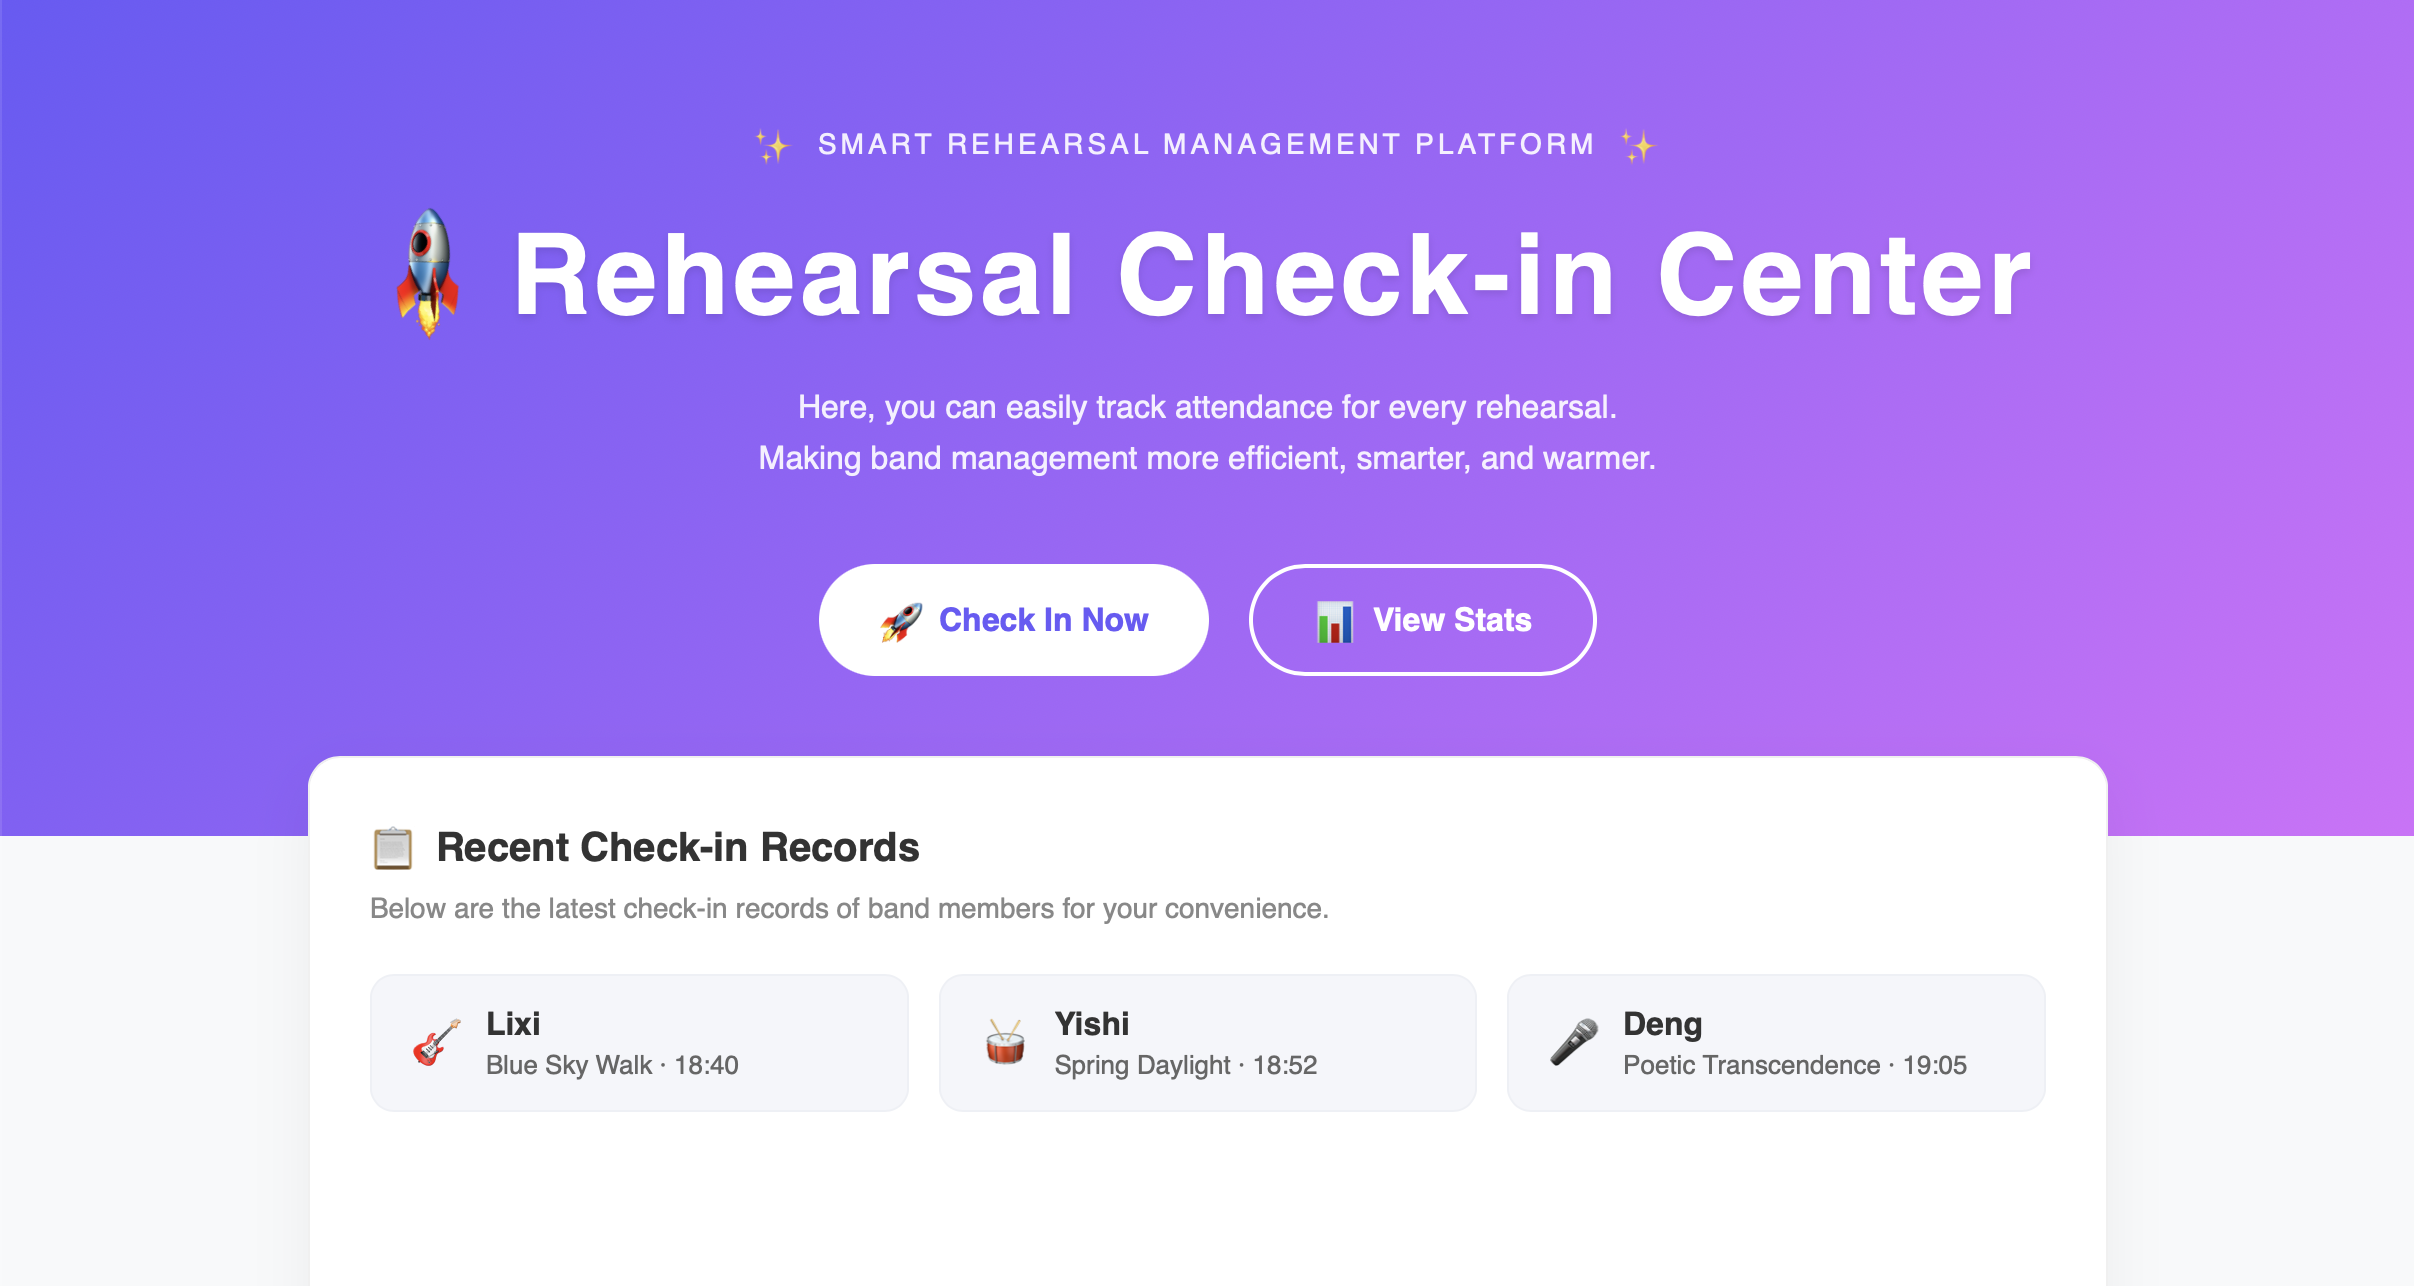 ✨ SMART REHEARSAL MANAGEMENT PLATFORM ✨
🚀 Rehearsal Check-in Center
Here, you can easily track attendance for every rehearsal.
Making band management more efficient, smarter, and warmer.
🚀 Check In Now
📊 View Stats
📋 Recent Check-in Records
Below are the latest check-in records of band members for your convenience.
🎸 Lixi
Blue Sky Walk · 18:40
🥁 Yishi
Spring Daylight · 18:52
🎤 Deng
Poetic Transcendence · 19:05